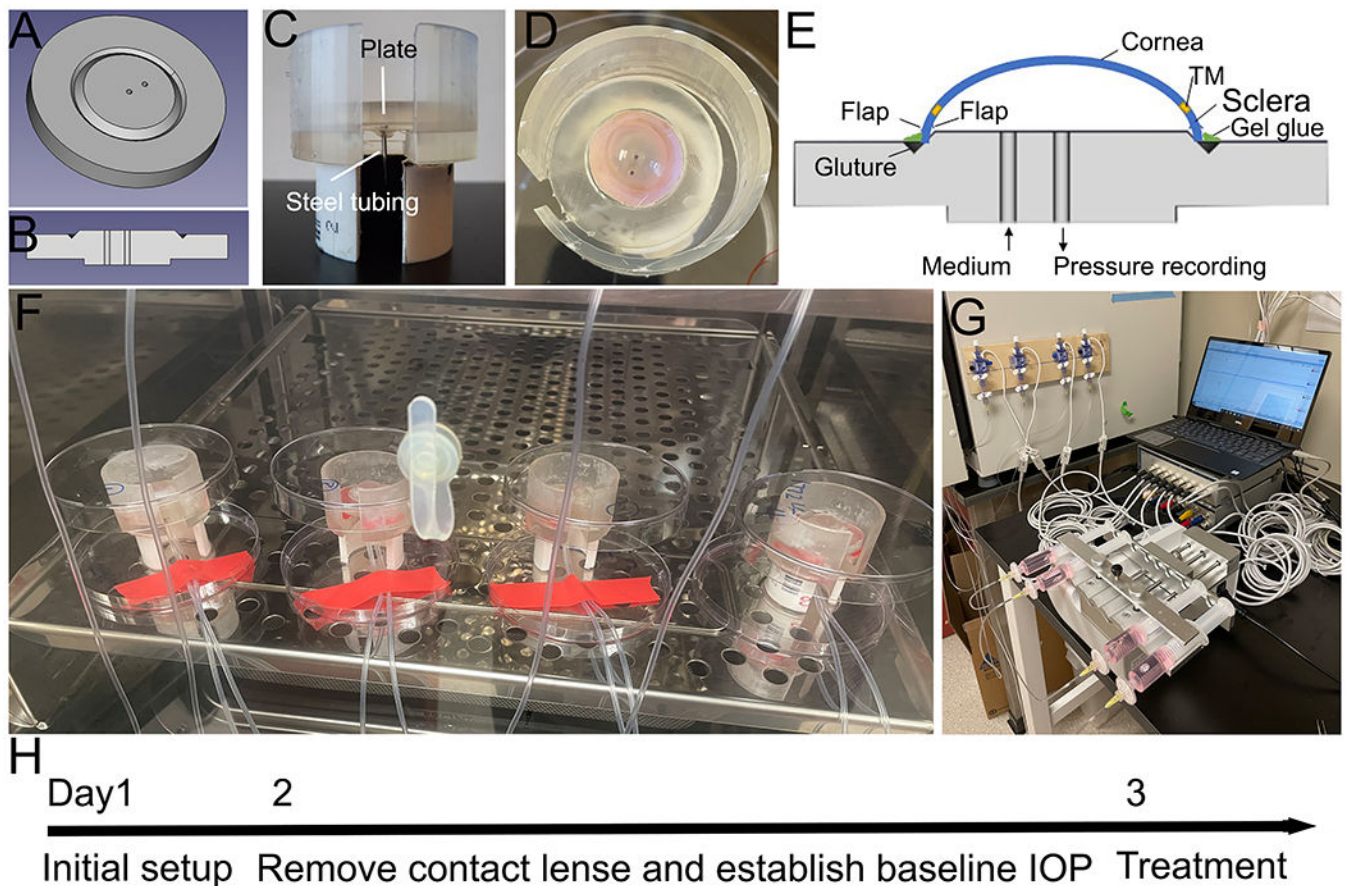 A
B
C
Plate
Steel tubing
D
E
Cornea
TM
Sclera
Gel glue
Flap
Flap
Gluture
Medium
Pressure recording
F
G
H
Day1 2 3
Initial setup Remove contact lense and establish baseline IOP Treatment